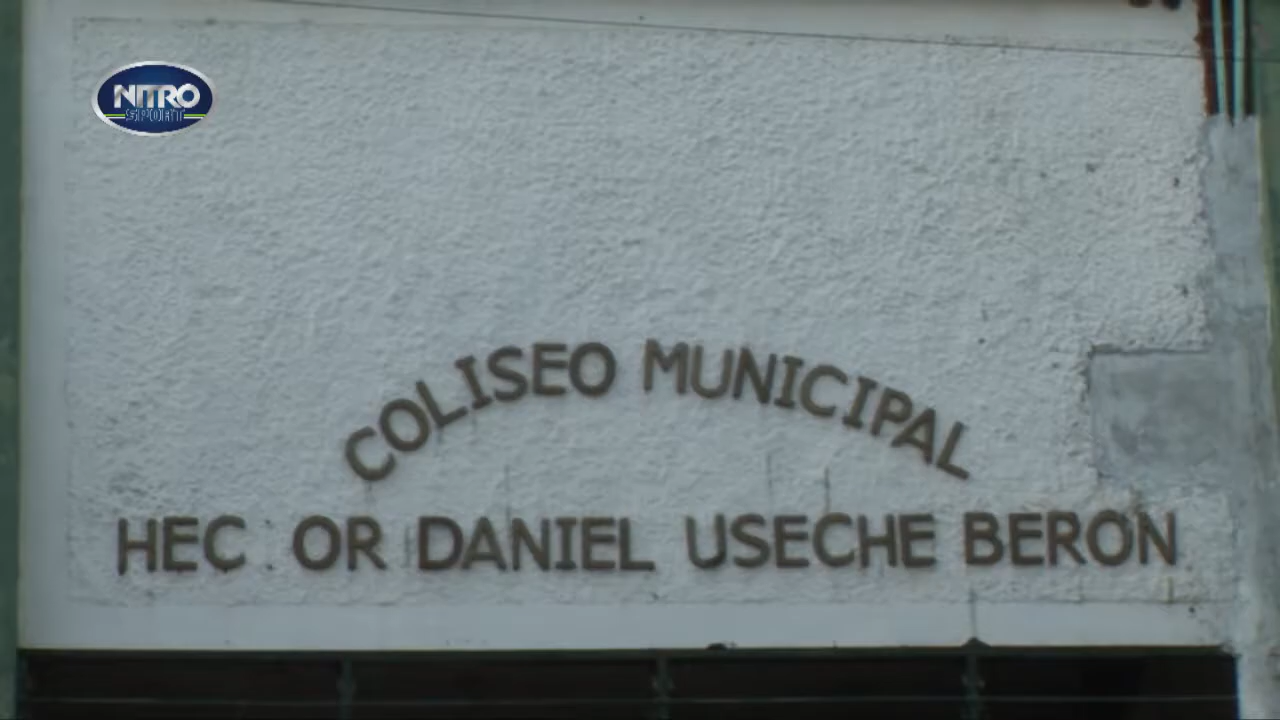 NITRO
SPORT
COLISEO MUNICIPAL
HEC OR DANIEL USECHE BERON